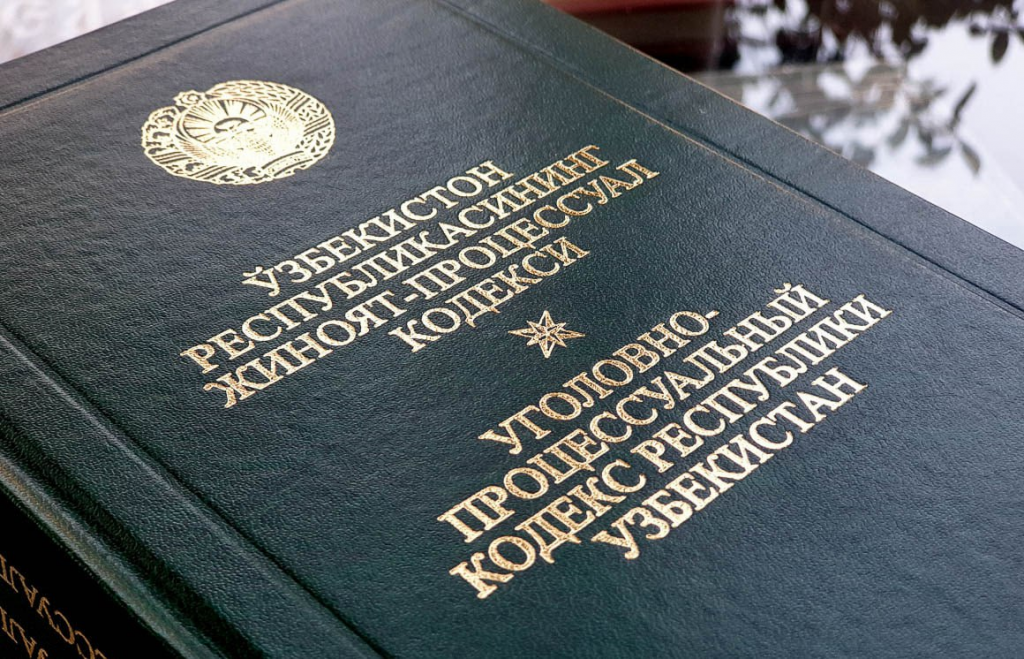 ЎЗБЕКИСТОН
РЕСПУБЛИКАСИНИНГ
ЖИНОЯТ-ПРОЦЕССУАЛ
КОДЕКСИ
УГОЛОВНО-
ПРОЦЕССУАЛЬНЫЙ
КОДЕКС РЕСПУБЛИКИ
УЗБЕКИСТАН